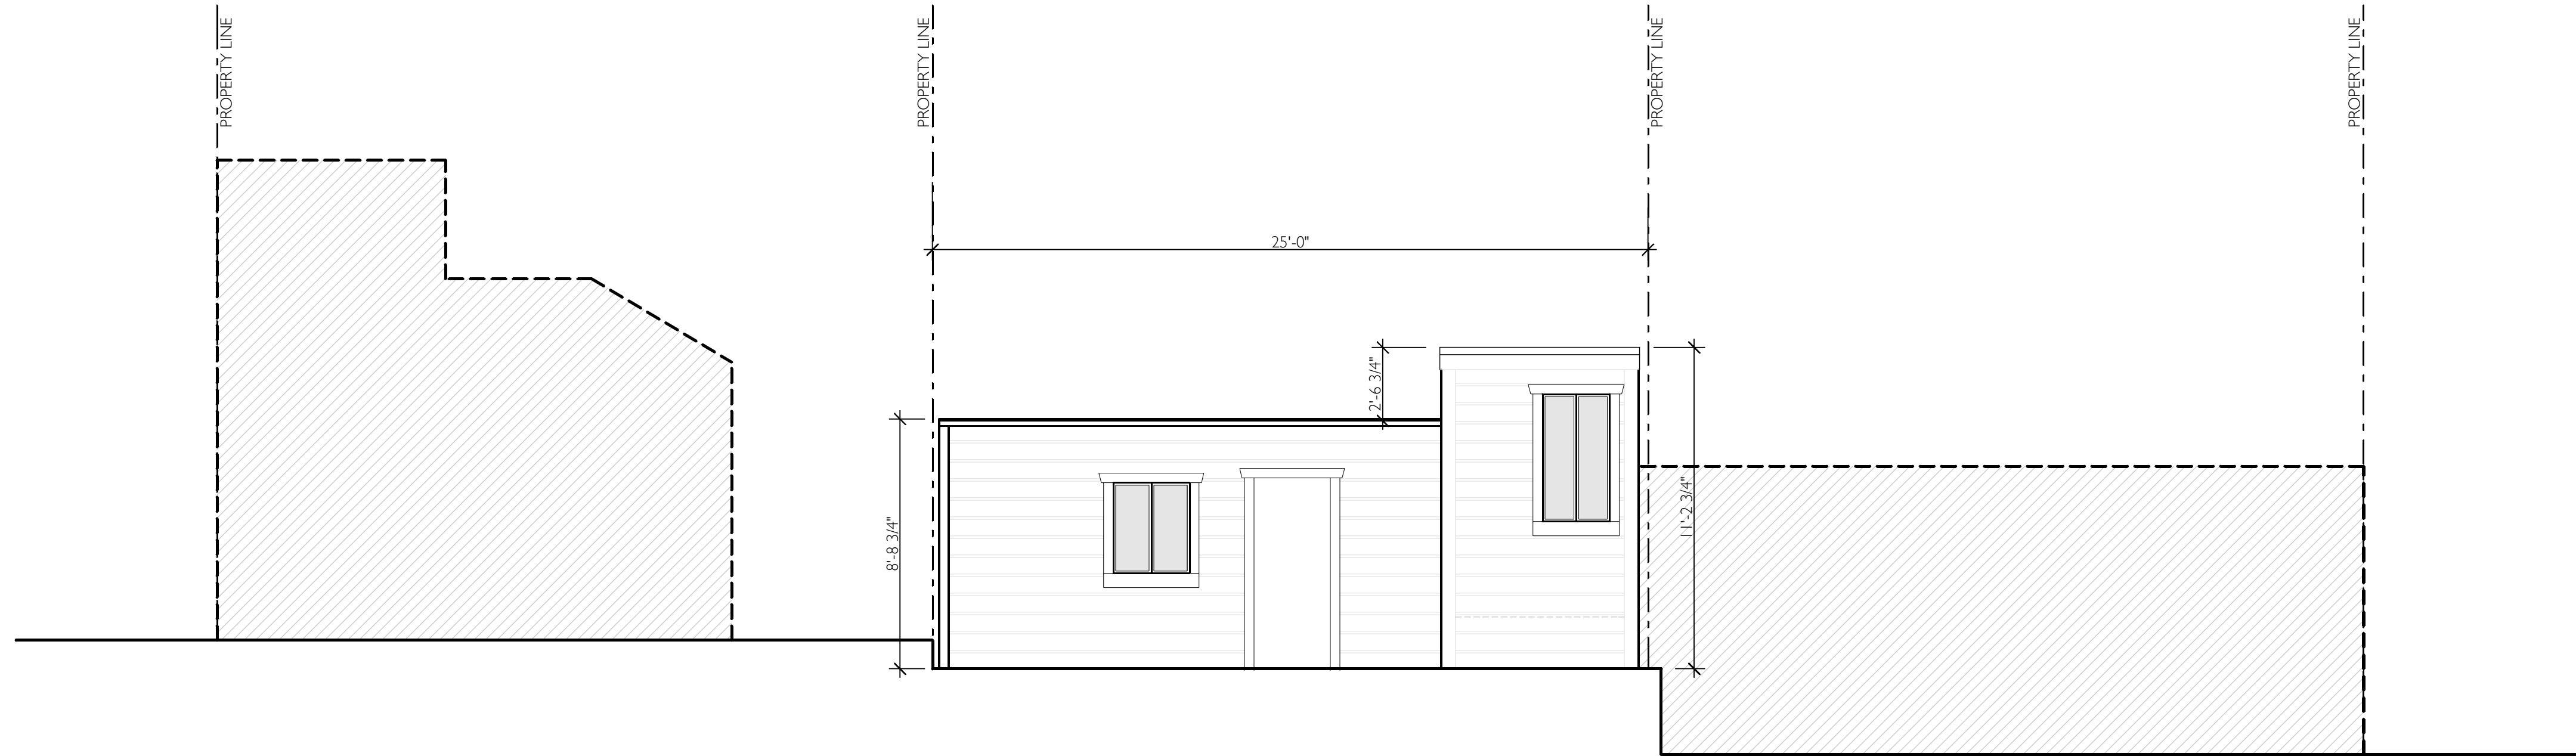 PROPERTY LINE
PROPERTY LINE
PROPERTY LINE
PROPERTY LINE
25'-0"
2'-6 3/4"
8'-8 3/4"
11'-2 3/4"